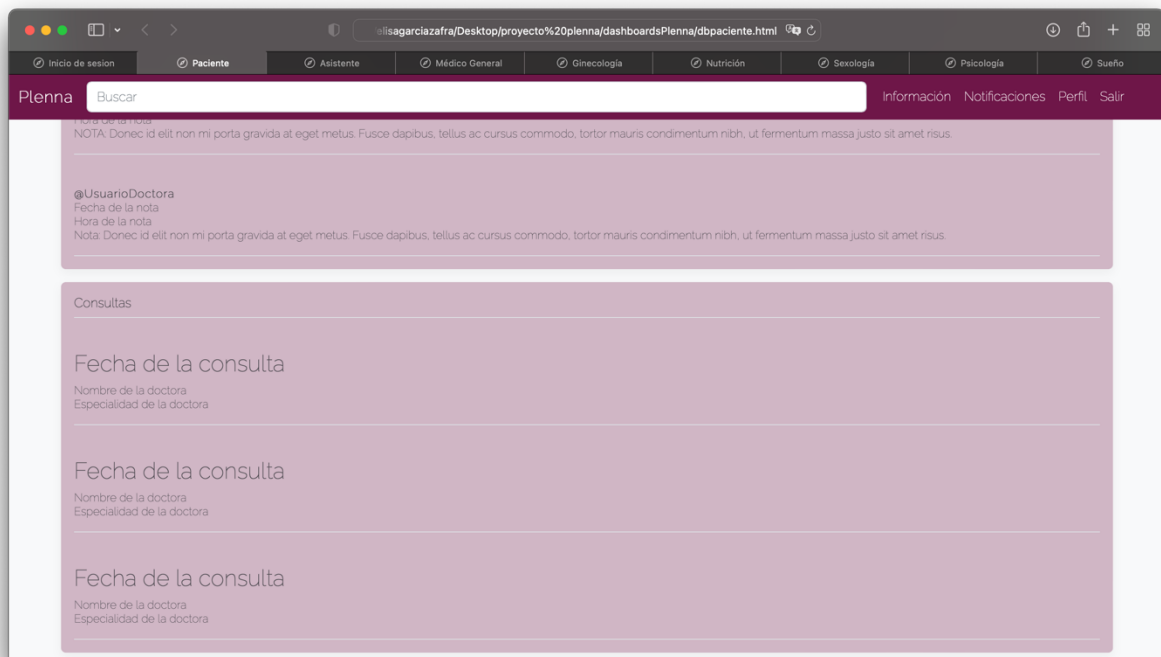 elisagarciazafra/Desktop/proyecto%20plenna/dashboardsPlenna/dbpaciente.html
Inicio de sesion Paciente Asistente Médico General Ginecología Nutrición Sexología Psicología Sueño
Plenna Buscar Información Notificaciones Perfil Salir
Hora de la nota
NOTA: Donec id elit non mi porta gravida at eget metus. Fusce dapibus, tellus ac cursus commodo, tortor mauris condimentum nibh, ut fermentum massa justo sit amet risus.
@UsuarioDoctora
Fecha de la nota
Hora de la nota
Nota: Donec id elit non mi porta gravida at eget metus. Fusce dapibus, tellus ac cursus commodo, tortor mauris condimentum nibh, ut fermentum massa justo sit amet risus.
Consultas
Fecha de la consulta
Nombre de la doctora
Especialidad de la doctora
Fecha de la consulta
Nombre de la doctora
Especialidad de la doctora
Fecha de la consulta
Nombre de la doctora
Especialidad de la doctora